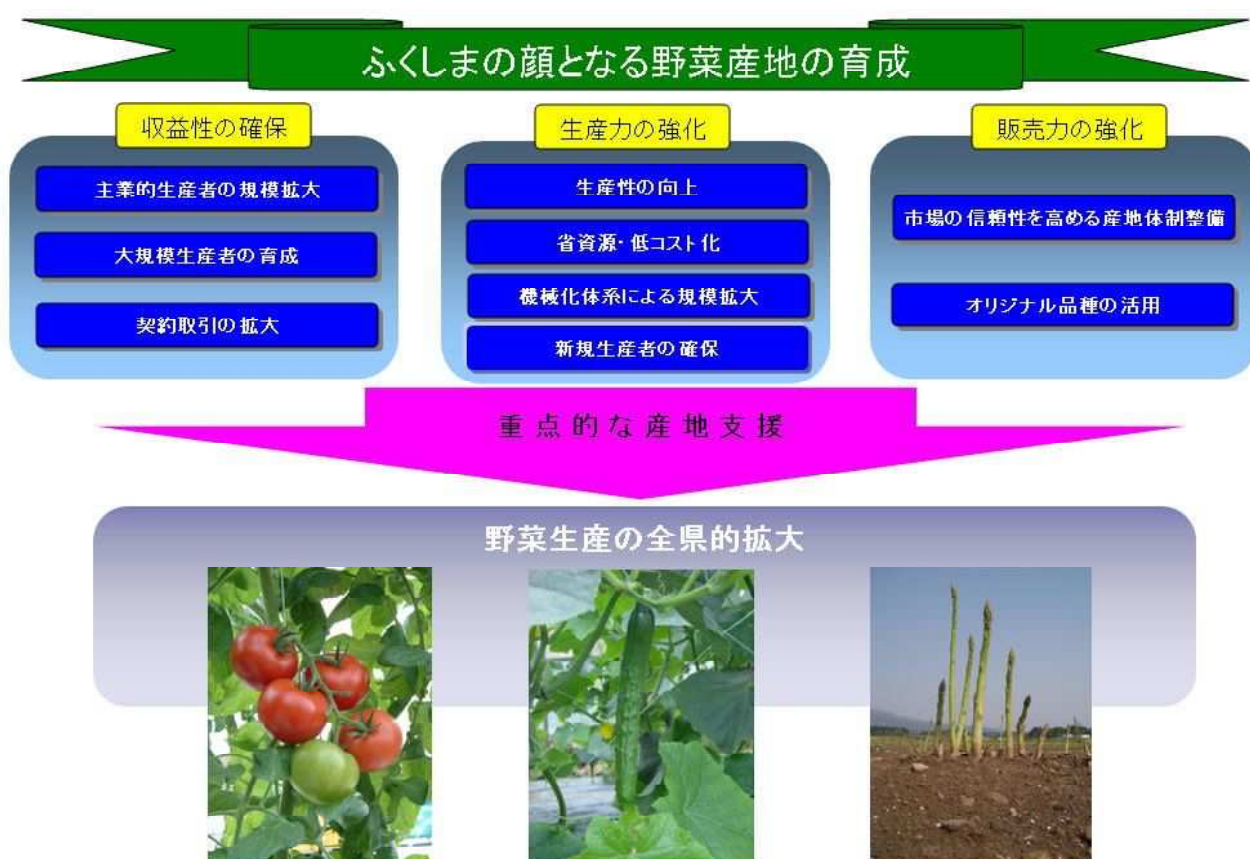 ふくしまの顔となる野菜産地の育成
収益性の確保
主業的生産者の規模拡大
大規模生産者の育成
契約取引の拡大
生産力の強化
生産性の向上
省資源・低コスト化
機械化体系による規模拡大
新規生産者の確保
販売力の強化
市場の信頼性を高める産地体制整備
オリジナル品種の活用
重点的な産地支援
野菜生産の全県的拡大